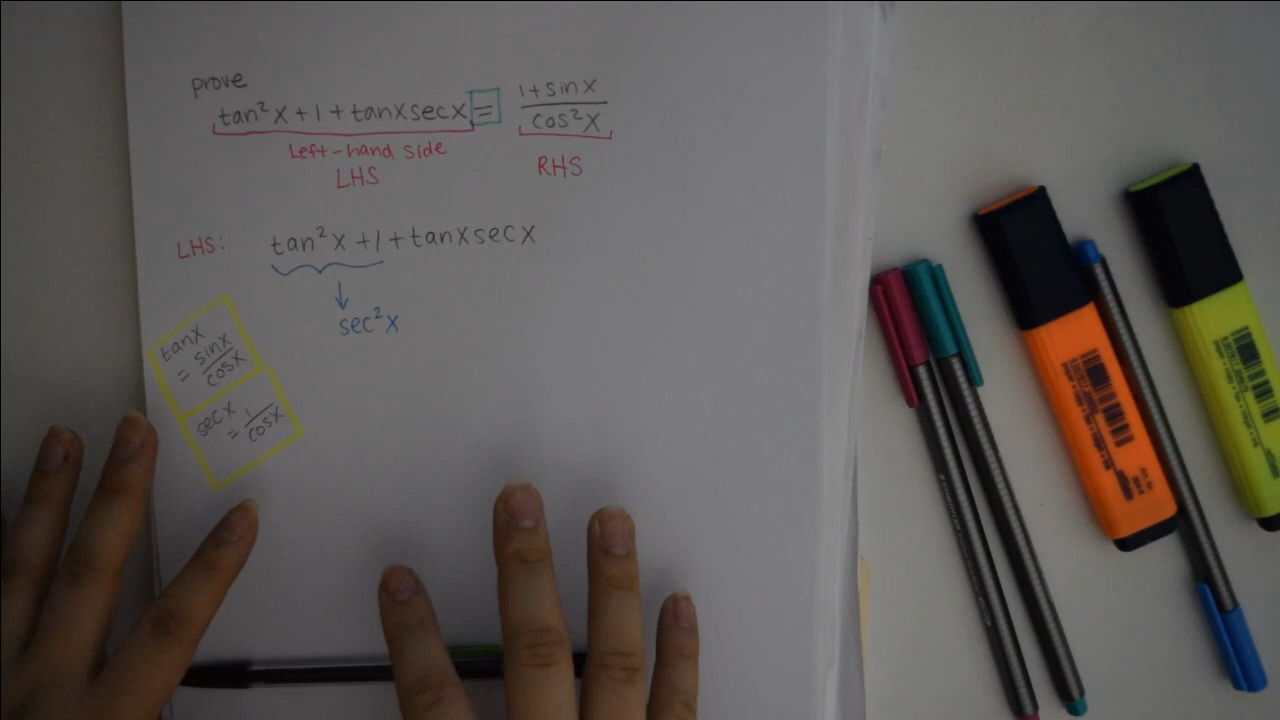 prove
tan²x+1+tanxsecx = 1+sinx / cos²x
Left-hand side
LHS
RHS
LHS: tan²x+1+tanxsecx
sec²x
tanx
= sinx / cosx
secx
= 1 / cosx